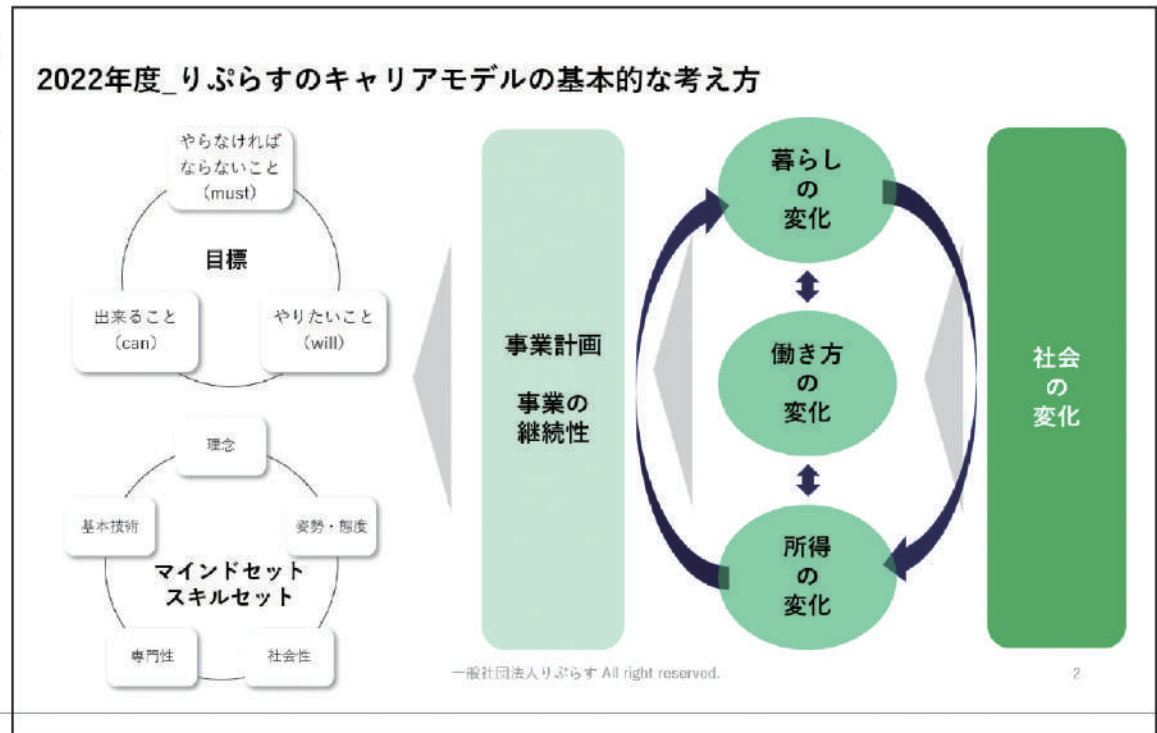 2022年度_りぷらすのキャリアモデルの基本的な考え方
やらなければ
ならないこと
（must）
目標
出来ること
（can）
やりたいこと
（will）
理念
基本技術
姿勢・態度
マインドセット
スキルセット
専門性
社会性
事業計画
事業の
継続性
暮らし
の
変化
働き方
の
変化
所得
の
変化
社会
の
変化
一般社団法人りぷらす All right reserved.
2